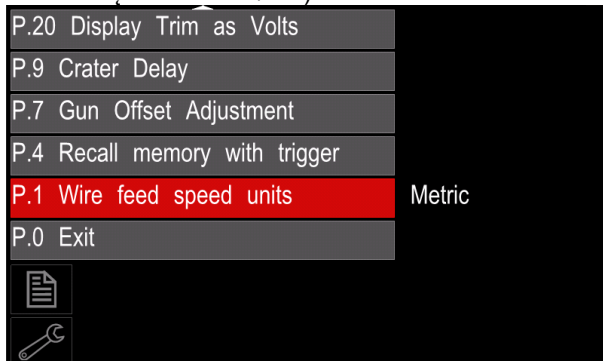 P.20 Display Trim as Volts
P.9 Crater Delay
P.7 Gun Offset Adjustment
P.4 Recall memory with trigger
P.1 Wire feed speed units Metric
P.0 Exit